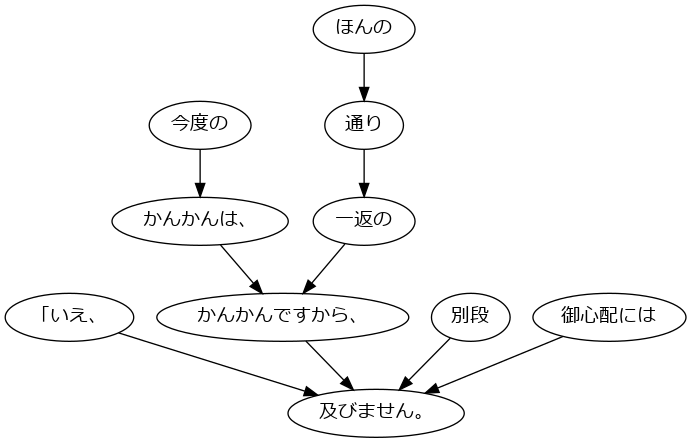 ほんの
今度の
通り
かんかんは、
一返の
「いえ、
かんかんですから、
別段
御心配には
及びません。